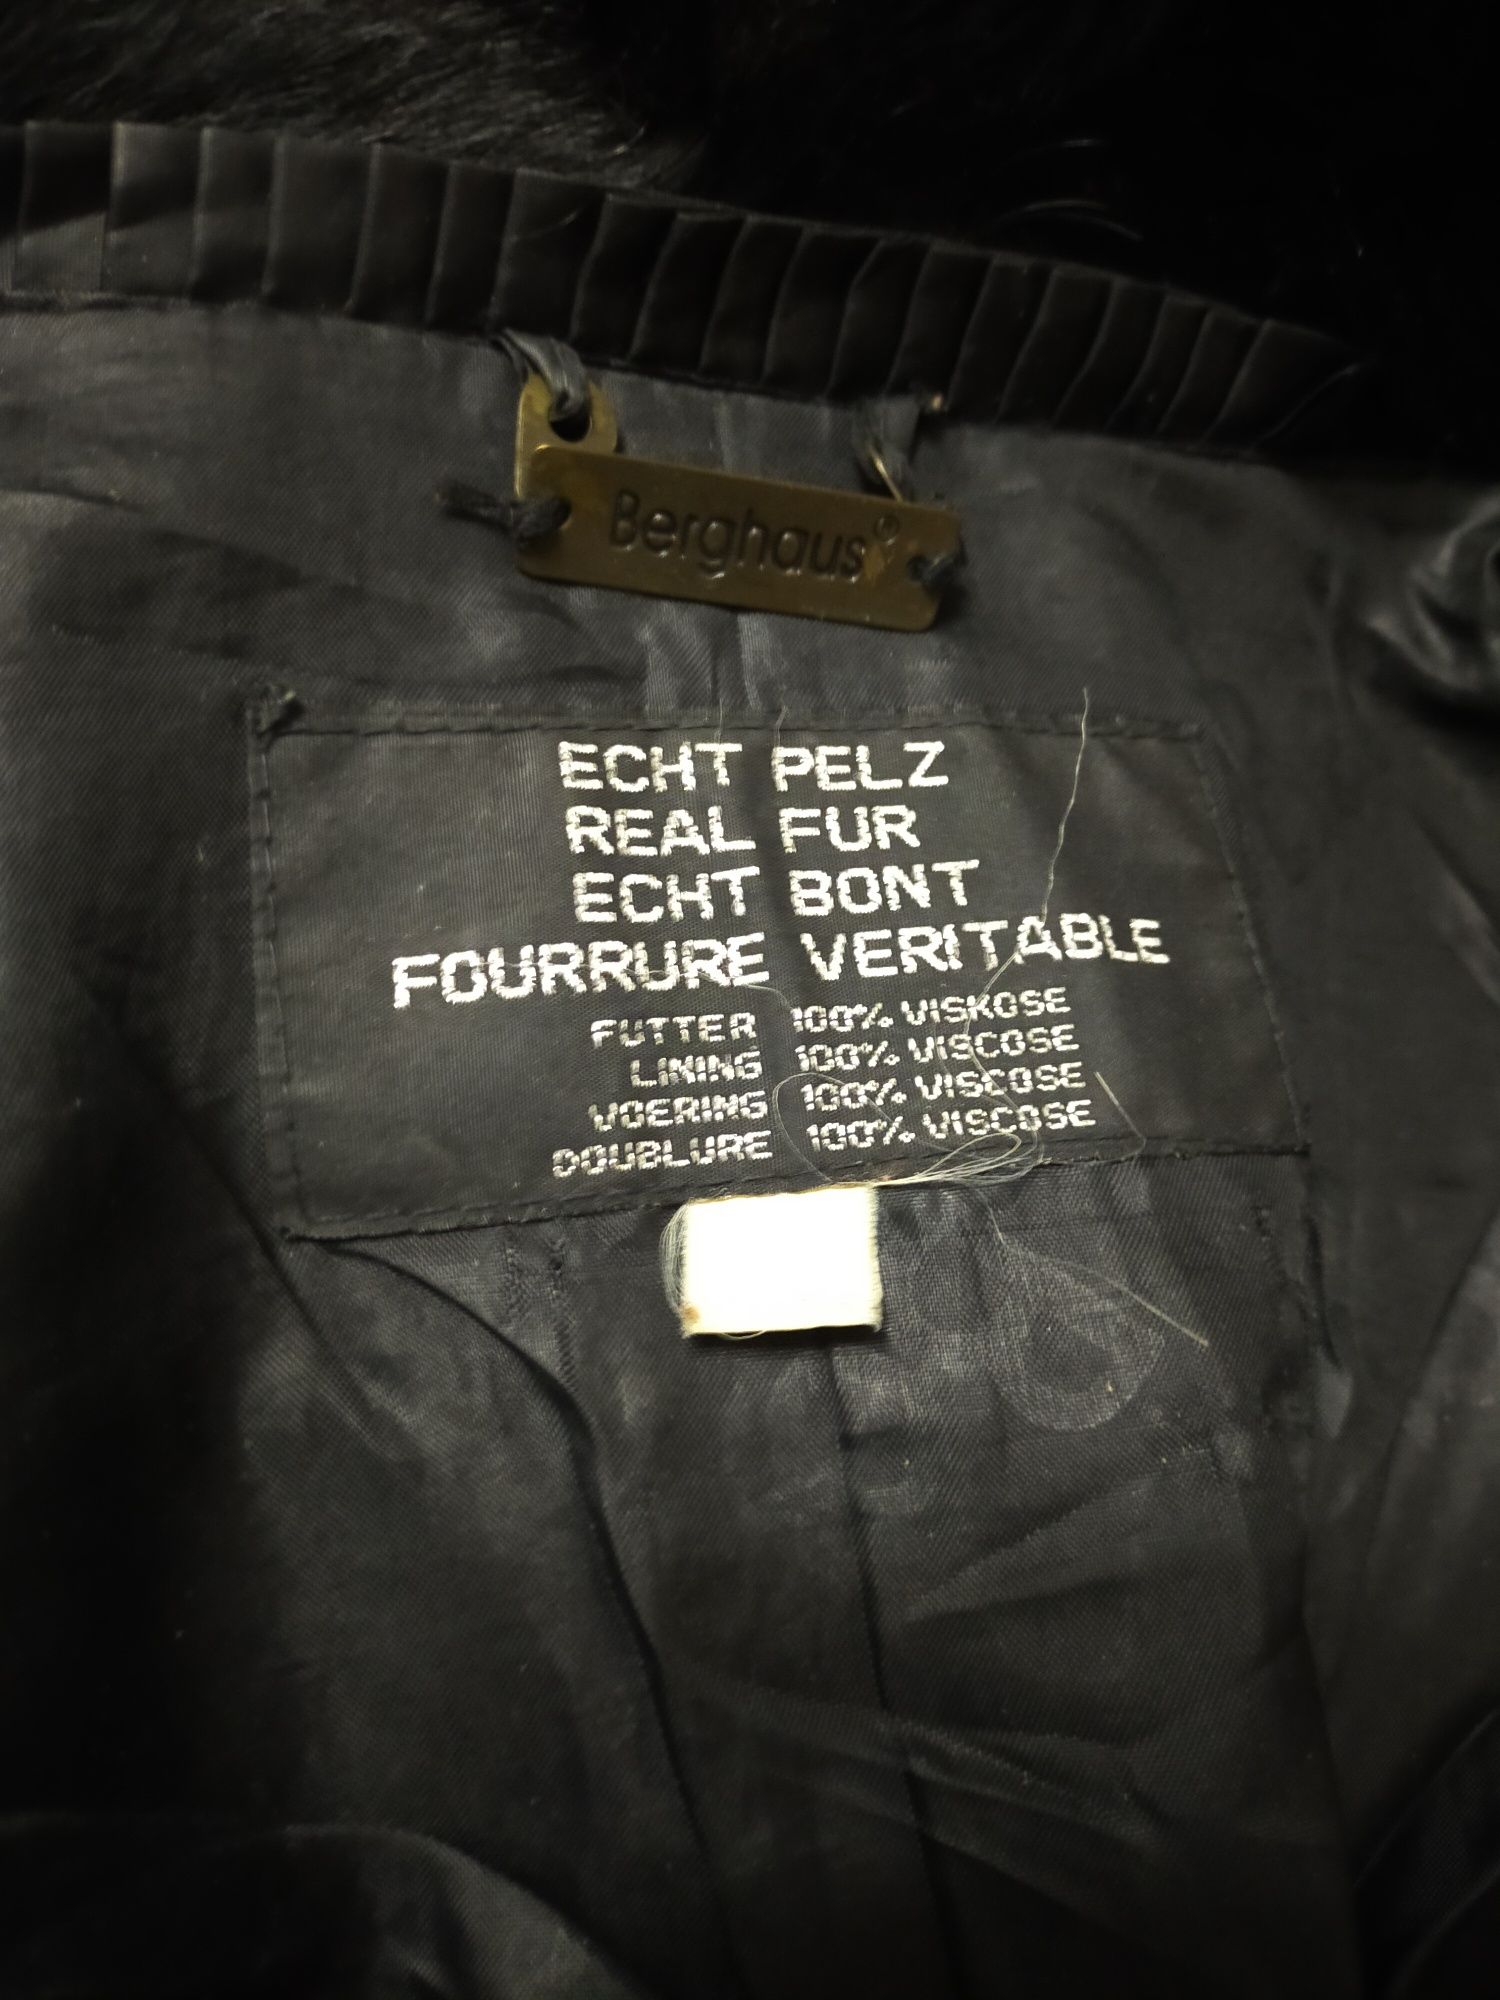 Berghaus®
ECHT PELZ
REAL FUR
ECHT BONT
FOURRURE VERITABLE
FUTTER 100% VISKOSE
LINING 100% VISCOSE
VOERING 100% VISCOSE
DOUBLURE 100% VISCOSE